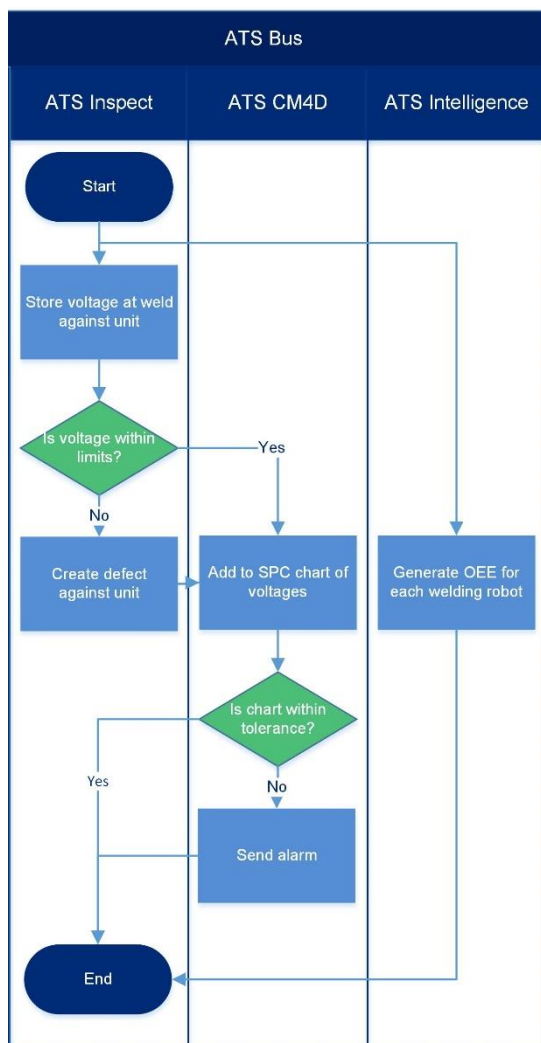 ATS Bus
ATS Inspect
ATS CM4D
ATS Intelligence
Start
Store voltage at weld
against unit
Is voltage within
limits?
Yes
No
Create defect
against unit
Add to SPC chart of
voltages
Generate OEE for
each welding robot
Is chart within
tolerance?
Yes
No
Send alarm
End